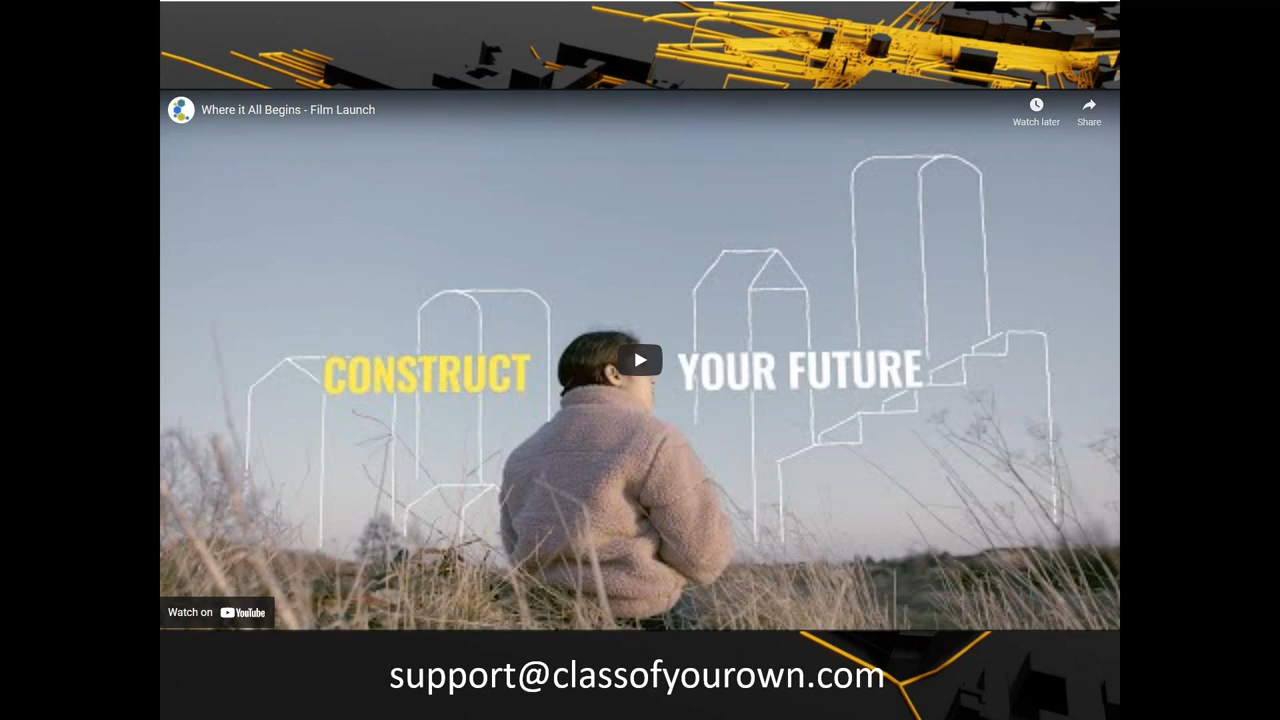 Where it All Begins - Film Launch
Watch later
Share
CONSTRUCT YOUR FUTURE
Watch on YouTube
support@classofyourown.com